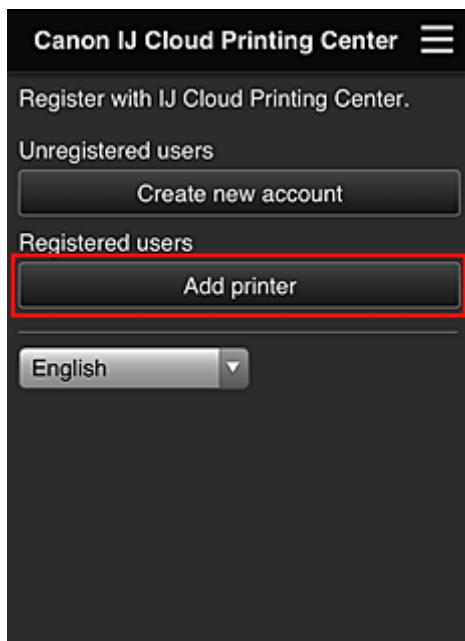 Canon IJ Cloud Printing Center
Register with IJ Cloud Printing Center.
Unregistered users
Create new account
Registered users
Add printer
English